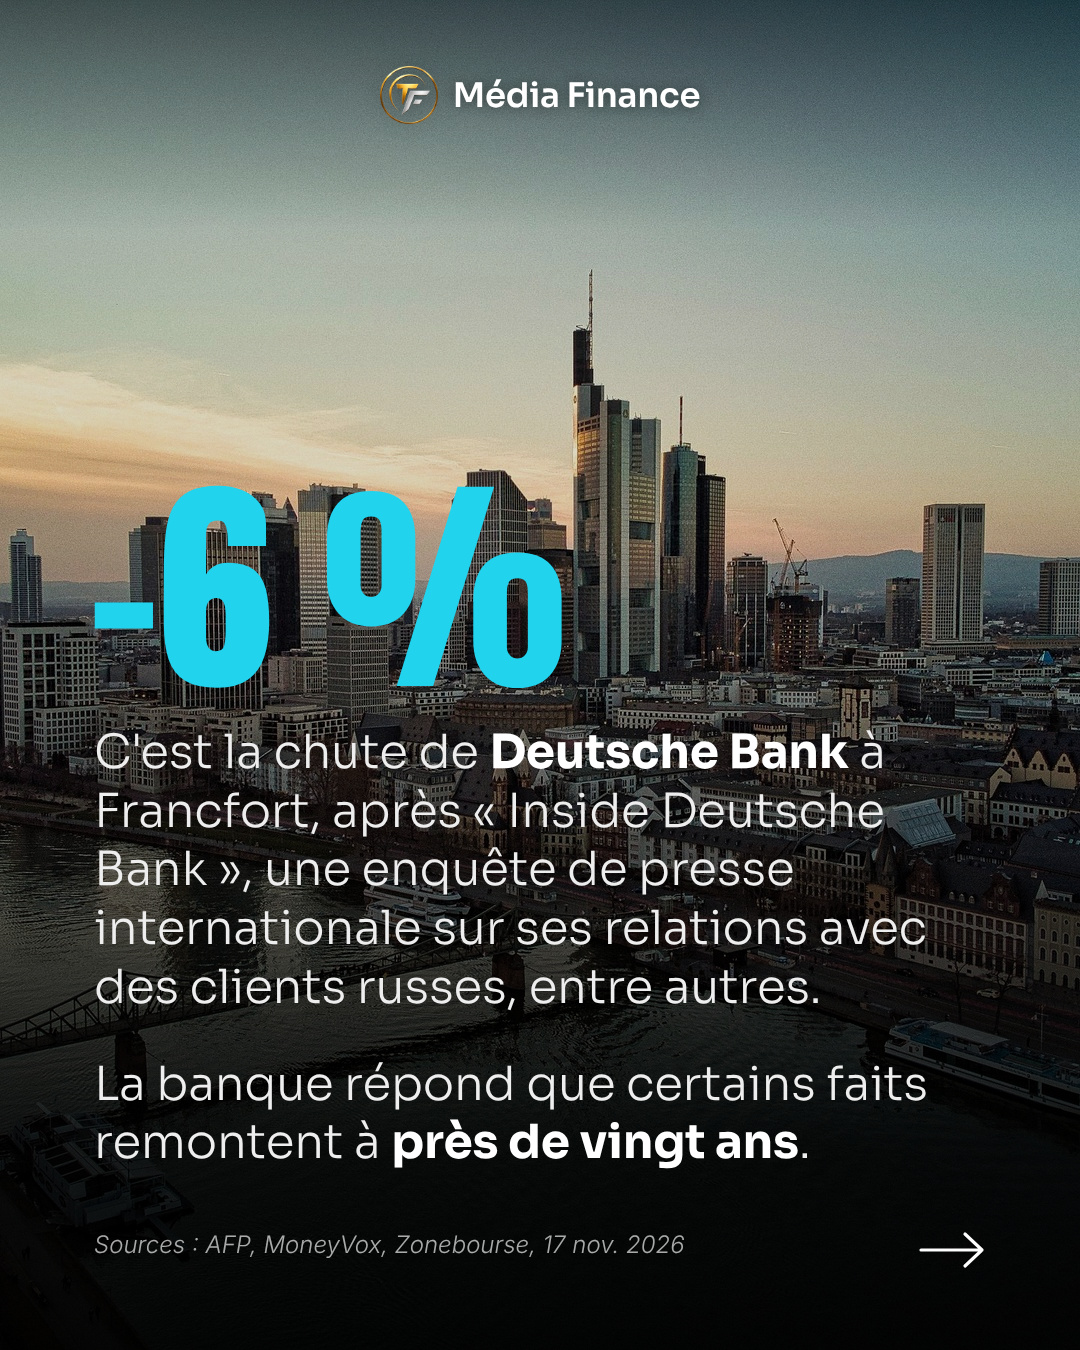 Média Finance
-6 %
C'est la chute de Deutsche Bank à
Francfort, après « Inside Deutsche
Bank », une enquête de presse
internationale sur ses relations avec
des clients russes, entre autres.
La banque répond que certains faits
remontent à près de vingt ans.
Sources : AFP, MoneyVox, Zonebourse, 17 nov. 2026